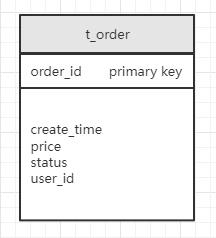 t_order
order_id primary key
create_time
price
status
user_id